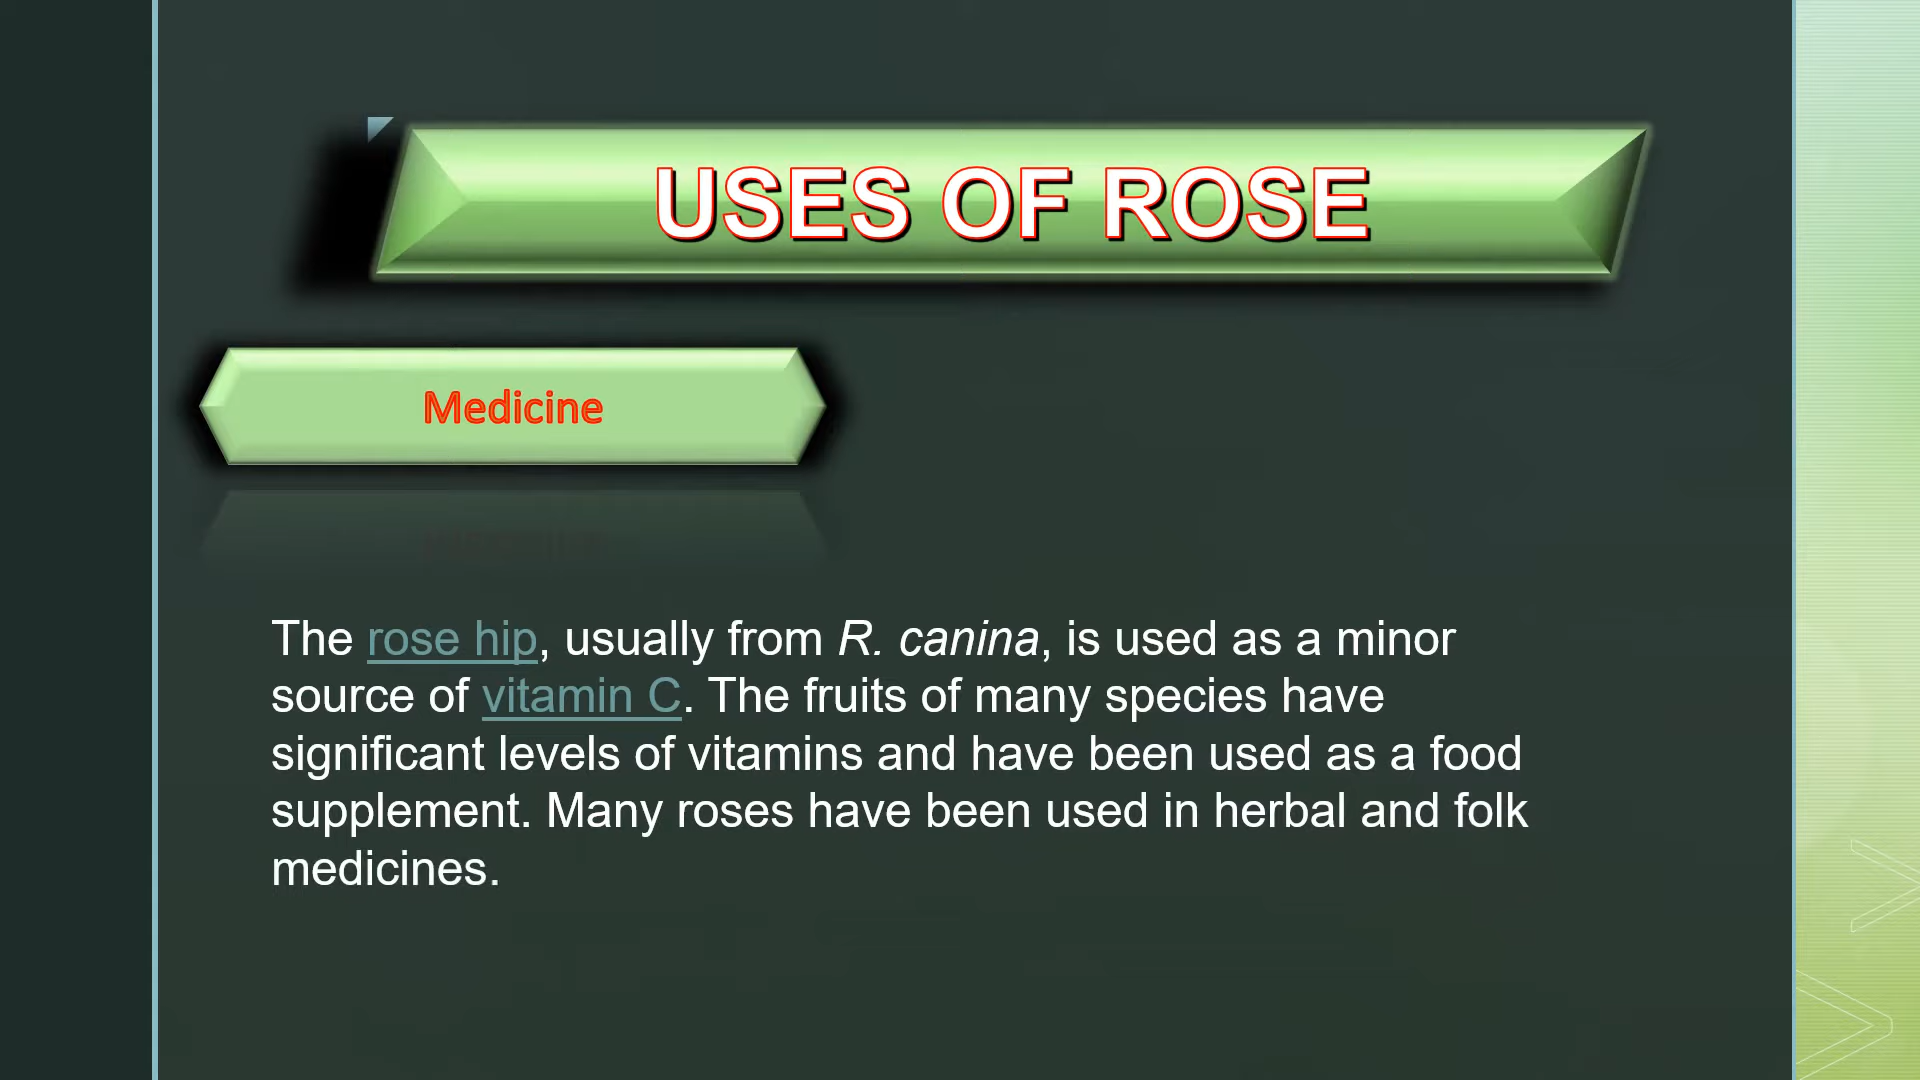 USES OF ROSE
Medicine
The rose hip, usually from R. canina, is used as a minor
source of vitamin C. The fruits of many species have
significant levels of vitamins and have been used as a food
supplement. Many roses have been used in herbal and folk
medicines.